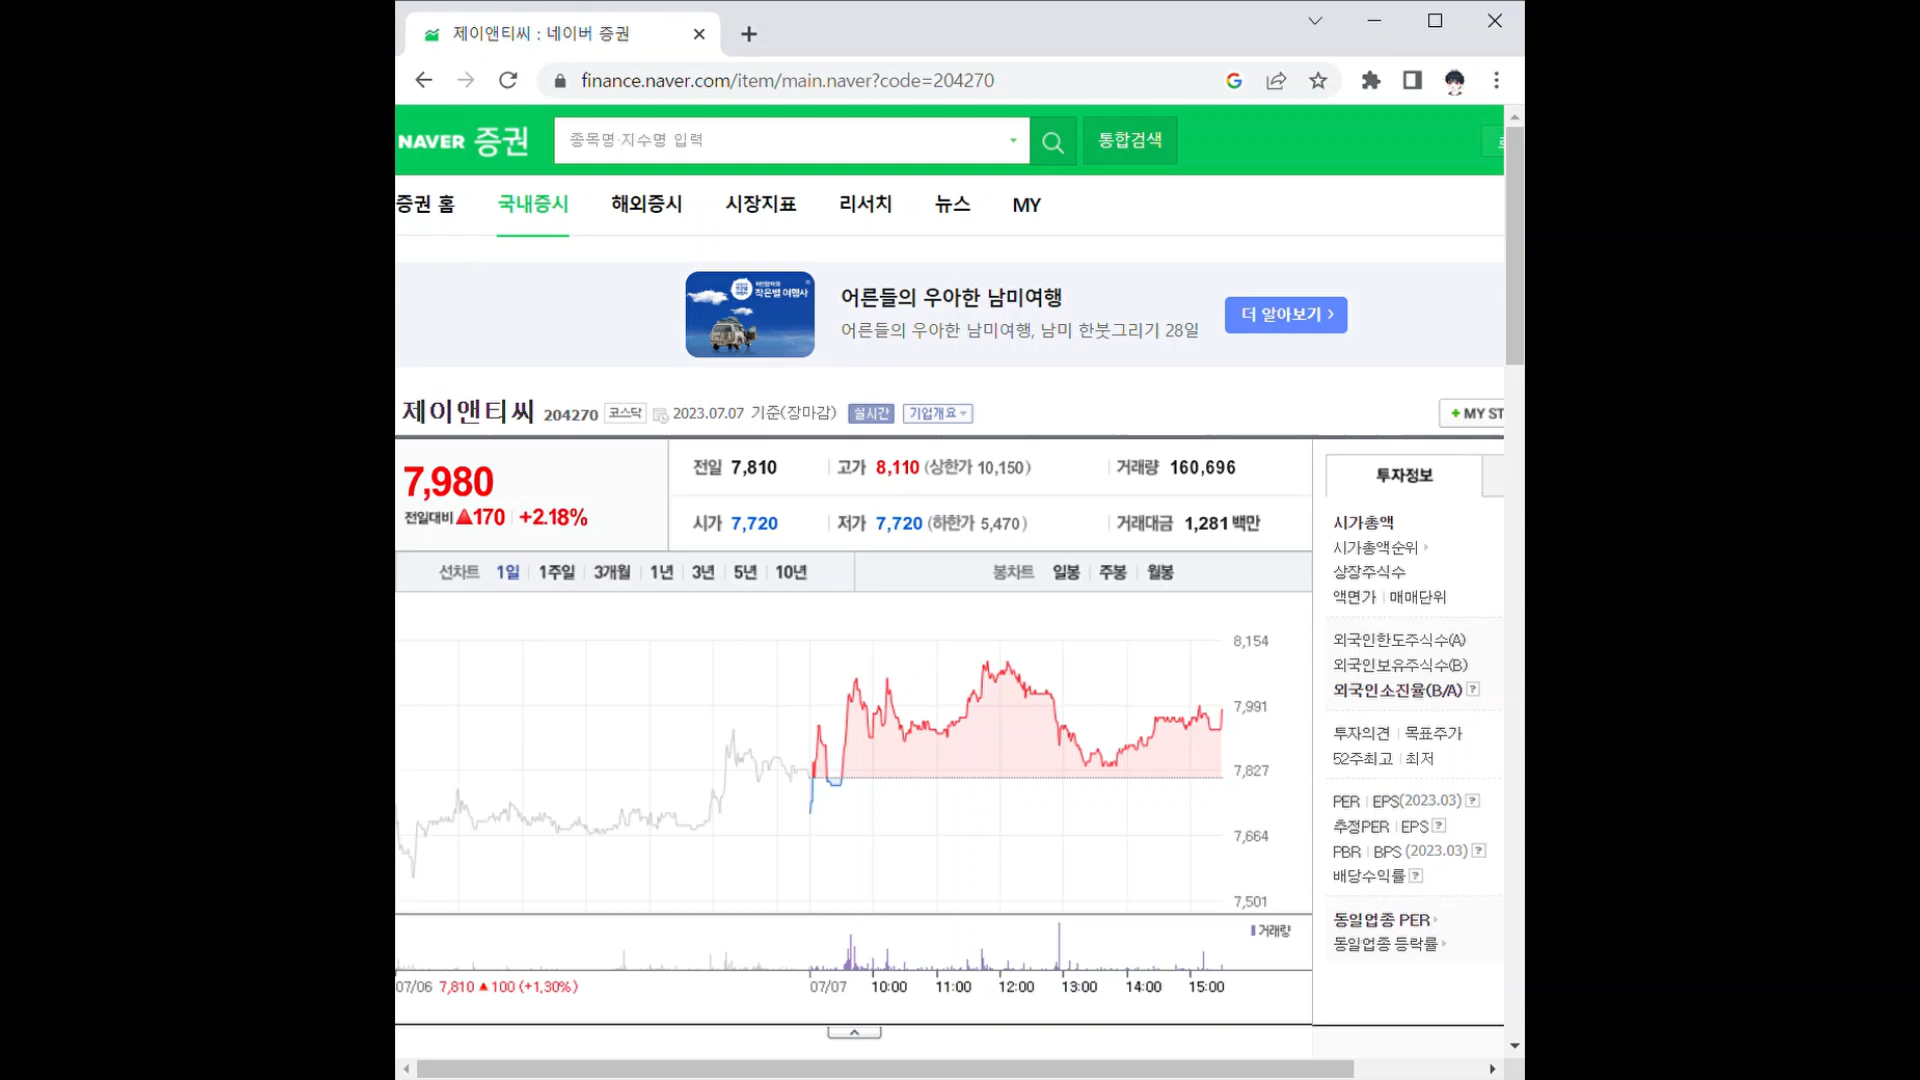 제이앤티씨 : 네이버 증권
finance.naver.com/item/main.naver?code=204270
NAVER 증권
종목명·지수명 입력
통합검색
증권 홈 국내증시 해외증시 시장지표 리서치 뉴스 MY
작은별 여행사
어른들의 우아한 남미여행
어른들의 우아한 남미여행, 남미 한붓그리기 28일
더 알아보기
제이앤티씨 204270 코스닥 2023.07.07 기준(장마감) 실시간 기업개요
+ MY ST
7,980
전일대비 ▲170 +2.18%
전일 7,810 고가 8,110 (상한가 10,150) 거래량 160,696
시가 7,720 저가 7,720 (하한가 5,470) 거래대금 1,281 백만
선차트 1일 1주일 3개월 1년 3년 5년 10년 봉차트 일봉 주봉 월봉
8,154
7,991
7,827
7,664
7,501
거래량
07/06 7,810 ▲ 100 (+1,30%)
07/07 10:00 11:00 12:00 13:00 14:00 15:00
투자정보
시가총액
시가총액순위
상장주식수
액면가 매매단위
외국인한도주식수(A)
외국인보유주식수(B)
외국인소진율(B/A) ?
투자의견 목표주가
52주최고 최저
PER EPS(2023.03) ?
추정PER EPS ?
PBR BPS (2023.03) ?
배당수익률 ?
동일업종 PER
동일업종 등락률